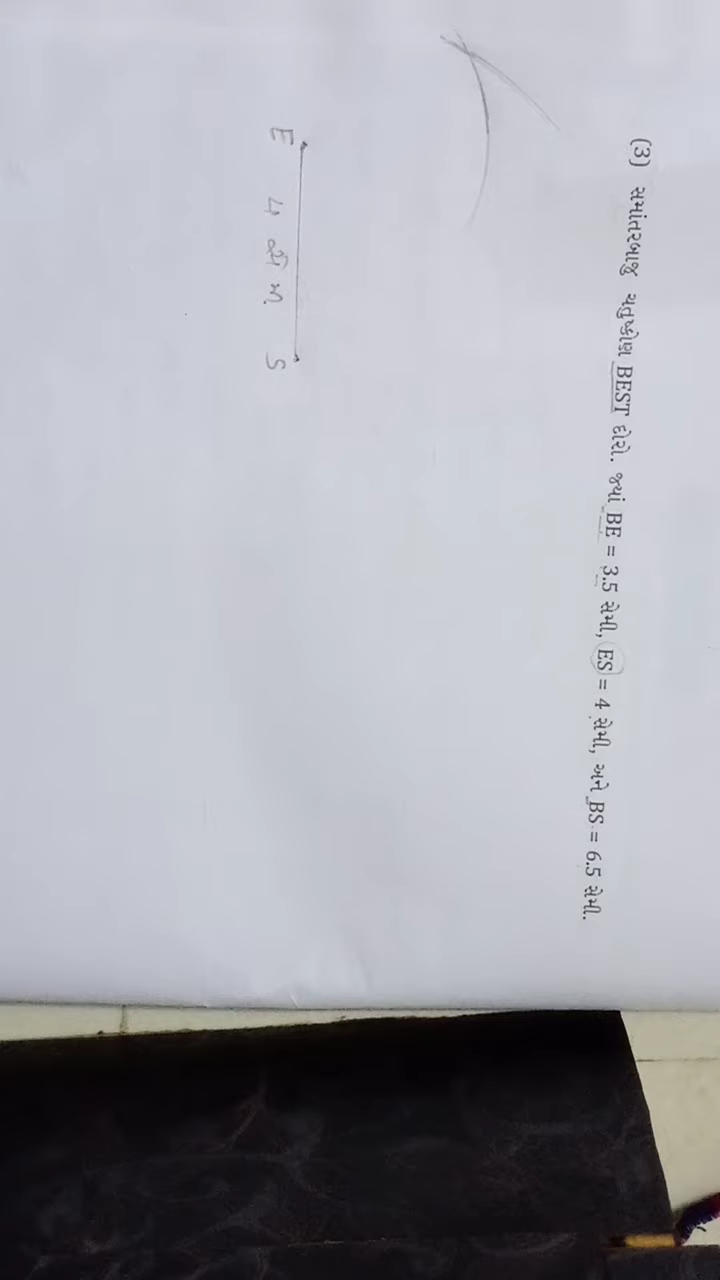 (3) સમાંતરબાજુ ચતુષ્કોણ BEST દોરો. જ્યાં BE = 3.5 સેમી, ES = 4 સેમી, અને BS = 6.5 સેમી.
E 4 સેમી. S